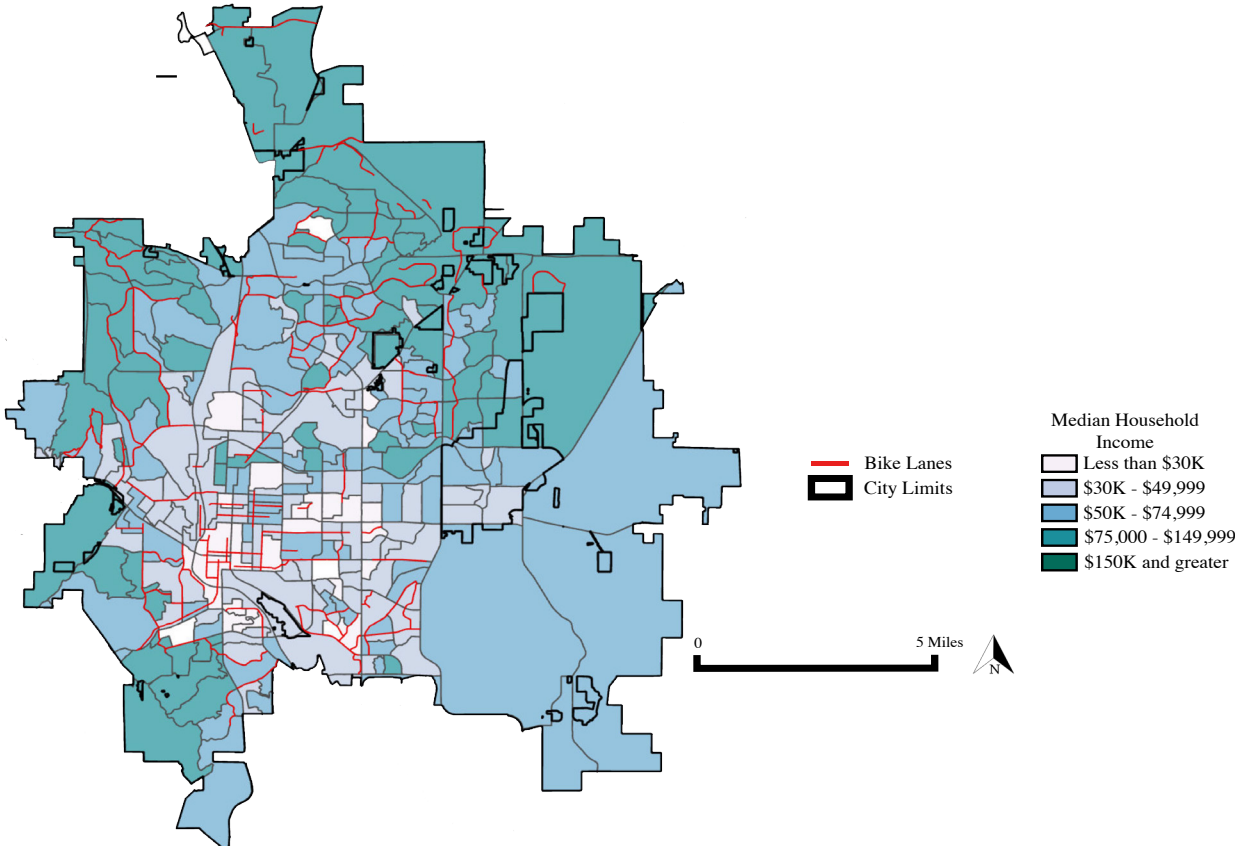 Median Household
Income
Less than $30K
$30K - $49,999
$50K - $74,999
$75,000 - $149,999
$150K and greater
Bike Lanes
City Limits
0
5 Miles
N